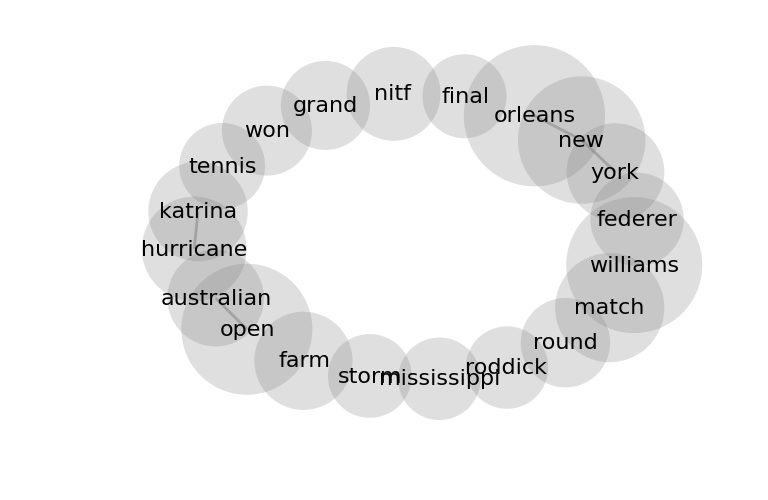 nitf
final
grand
orleans
won
new
tennis
york
katrina
federer
hurricane
williams
australian
match
open
round
farm
roddick
storm
mississippi